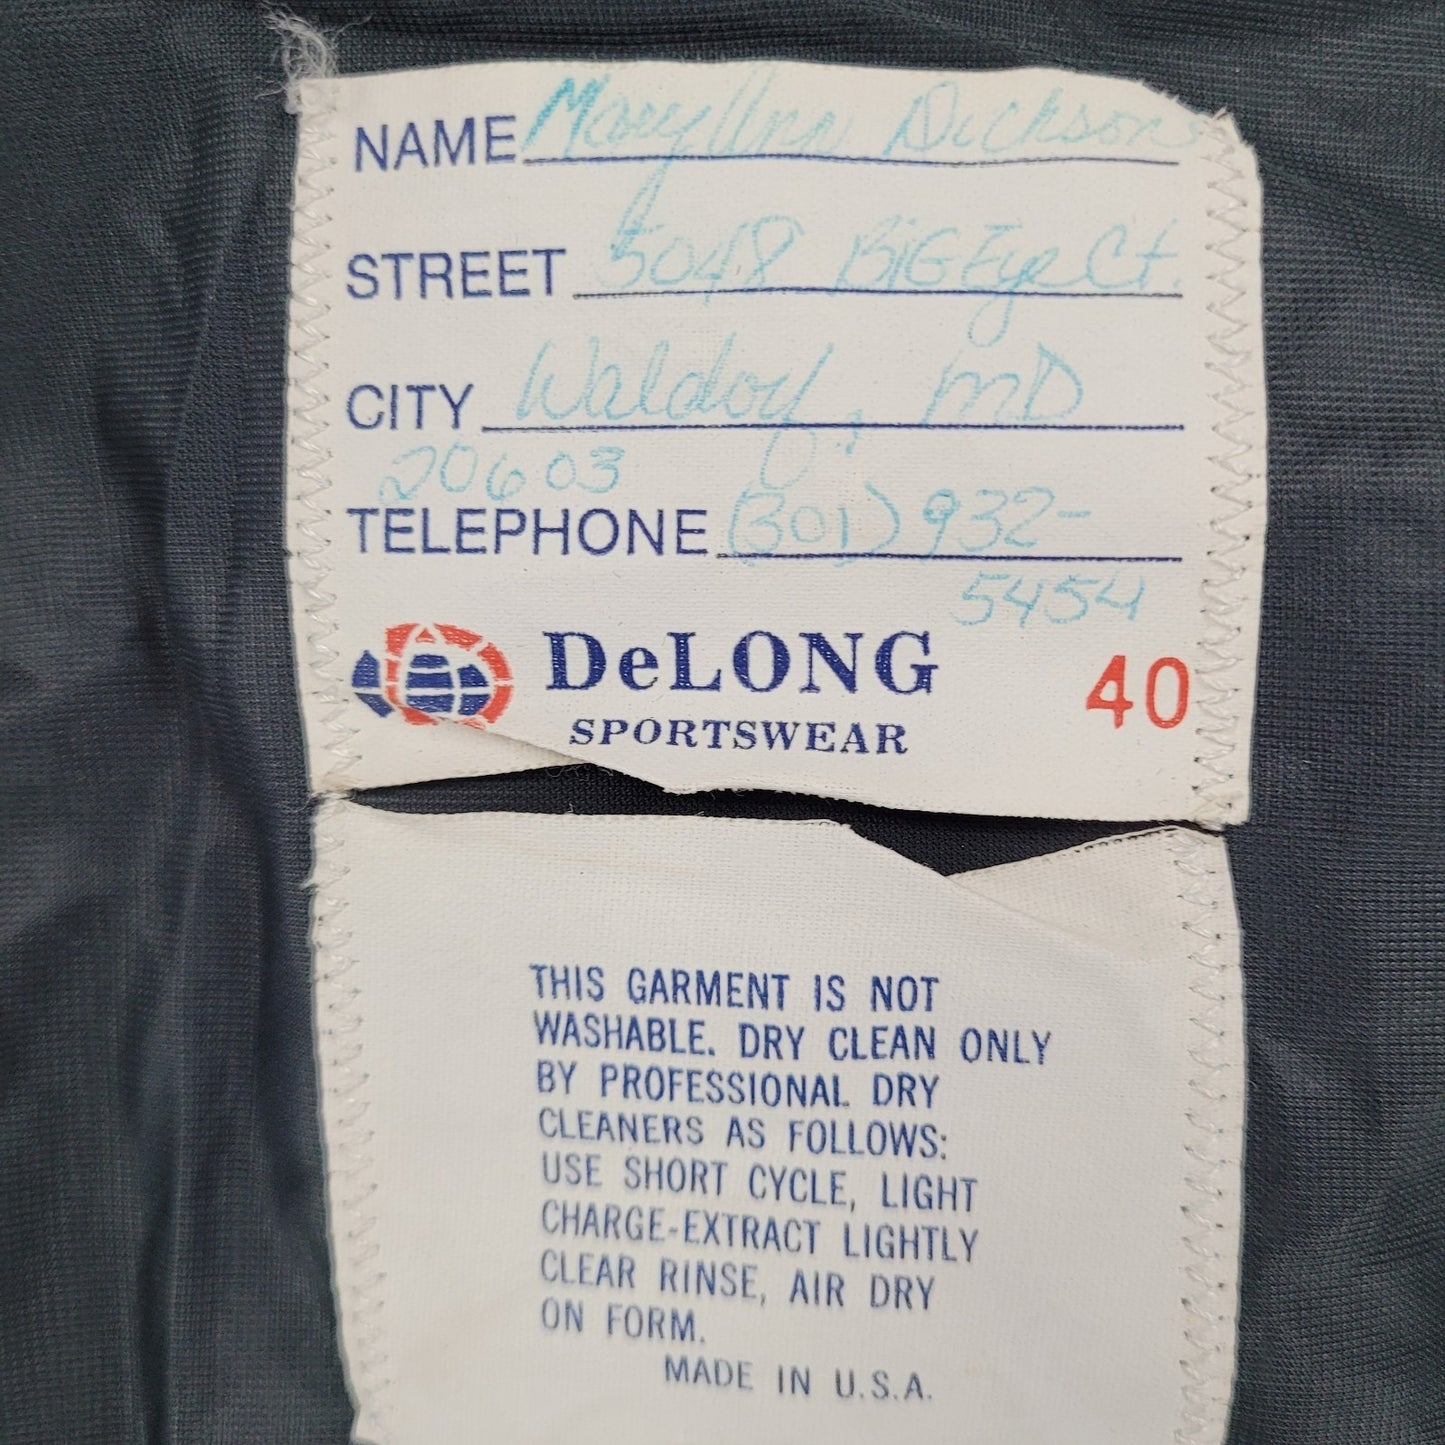 NAME Mary Ann Dickson
STREET 5048 BiG Eye Ct.
CITY Waldorf, MD
20603
TELEPHONE (301) 932-
5454
DeLONG 40
SPORTSWEAR
THIS GARMENT IS NOT
WASHABLE. DRY CLEAN ONLY
BY PROFESSIONAL DRY
CLEANERS AS FOLLOWS:
USE SHORT CYCLE, LIGHT
CHARGE-EXTRACT LIGHTLY
CLEAR RINSE, AIR DRY
ON FORM.
MADE IN U.S.A.